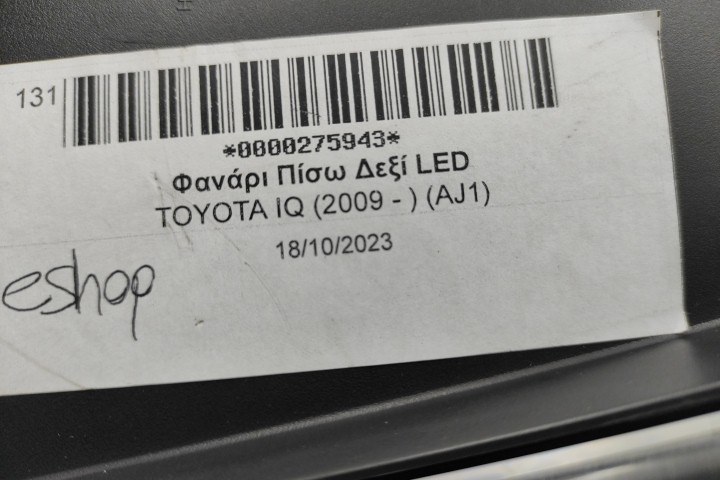 131
*0000275943*
Φανάρι Πίσω Δεξί LED
TOYOTA IQ (2009 - ) (AJ1)
18/10/2023
eshop